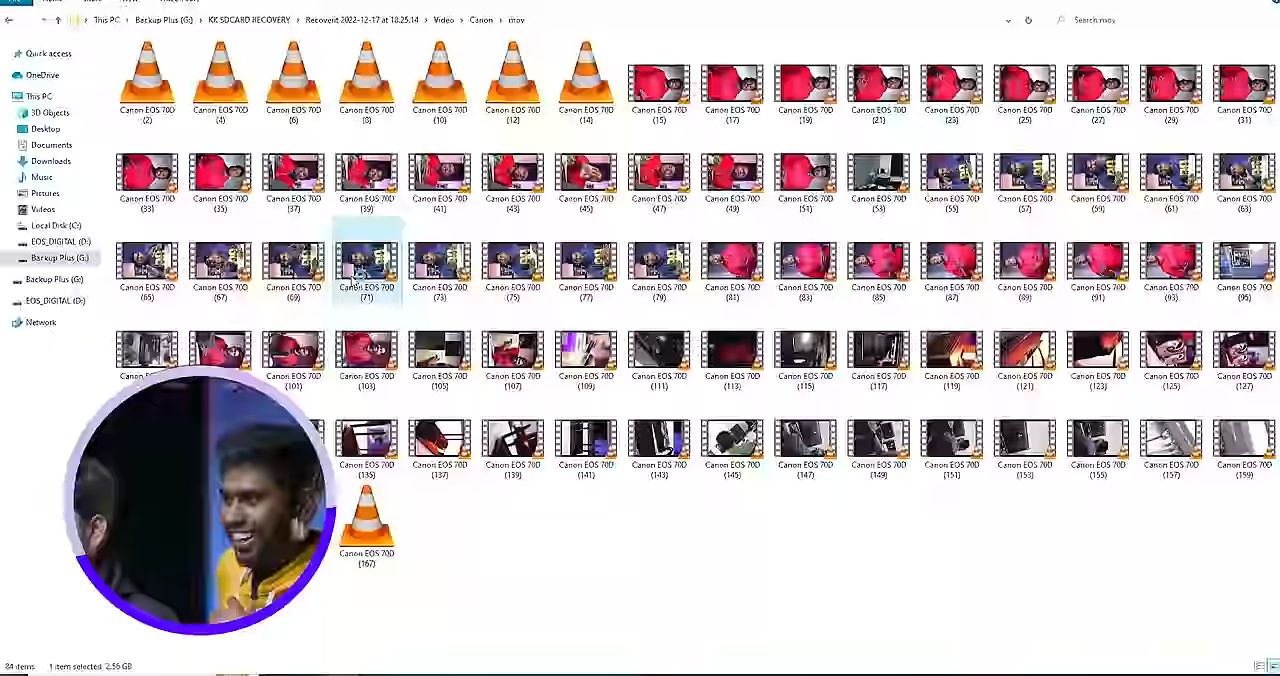 This PC › Backup Plus (G:) › KK SDCARD RECOVERY › Recoverit 2022-12-17 at 18.25.14 › Video › Canon › mov
Search mov
Quick access
OneDrive
This PC
3D Objects
Desktop
Documents
Downloads
Music
Pictures
Videos
Local Disk (C:)
EOS_DIGITAL (D:)
Backup Plus (G:)
Backup Plus (G:)
EOS_DIGITAL (D:)
Network
Canon EOS 70D (2)
Canon EOS 70D (4)
Canon EOS 70D (6)
Canon EOS 70D (8)
Canon EOS 70D (10)
Canon EOS 70D (12)
Canon EOS 70D (14)
Canon EOS 70D (15)
Canon EOS 70D (17)
Canon EOS 70D (19)
Canon EOS 70D (21)
Canon EOS 70D (23)
Canon EOS 70D (25)
Canon EOS 70D (27)
Canon EOS 70D (29)
Canon EOS 70D (31)
Canon EOS 70D (33)
Canon EOS 70D (35)
Canon EOS 70D (37)
Canon EOS 70D (39)
Canon EOS 70D (41)
Canon EOS 70D (43)
Canon EOS 70D (45)
Canon EOS 70D (47)
Canon EOS 70D (49)
Canon EOS 70D (51)
Canon EOS 70D (53)
Canon EOS 70D (55)
Canon EOS 70D (57)
Canon EOS 70D (59)
Canon EOS 70D (61)
Canon EOS 70D (63)
Canon EOS 70D (65)
Canon EOS 70D (67)
Canon EOS 70D (69)
Canon EOS 70D (71)
Canon EOS 70D (73)
Canon EOS 70D (75)
Canon EOS 70D (77)
Canon EOS 70D (79)
Canon EOS 70D (81)
Canon EOS 70D (83)
Canon EOS 70D (85)
Canon EOS 70D (87)
Canon EOS 70D (89)
Canon EOS 70D (91)
Canon EOS 70D (93)
Canon EOS 70D (95)
Canon EOS 70D (101)
Canon EOS 70D (103)
Canon EOS 70D (105)
Canon EOS 70D (107)
Canon EOS 70D (109)
Canon EOS 70D (111)
Canon EOS 70D (113)
Canon EOS 70D (115)
Canon EOS 70D (117)
Canon EOS 70D (119)
Canon EOS 70D (121)
Canon EOS 70D (123)
Canon EOS 70D (125)
Canon EOS 70D (127)
Canon EOS 70D (135)
Canon EOS 70D (137)
Canon EOS 70D (139)
Canon EOS 70D (141)
Canon EOS 70D (143)
Canon EOS 70D (145)
Canon EOS 70D (147)
Canon EOS 70D (149)
Canon EOS 70D (151)
Canon EOS 70D (153)
Canon EOS 70D (155)
Canon EOS 70D (157)
Canon EOS 70D (159)
Canon EOS 70D (167)
84 items 1 item selected 2.56 GB